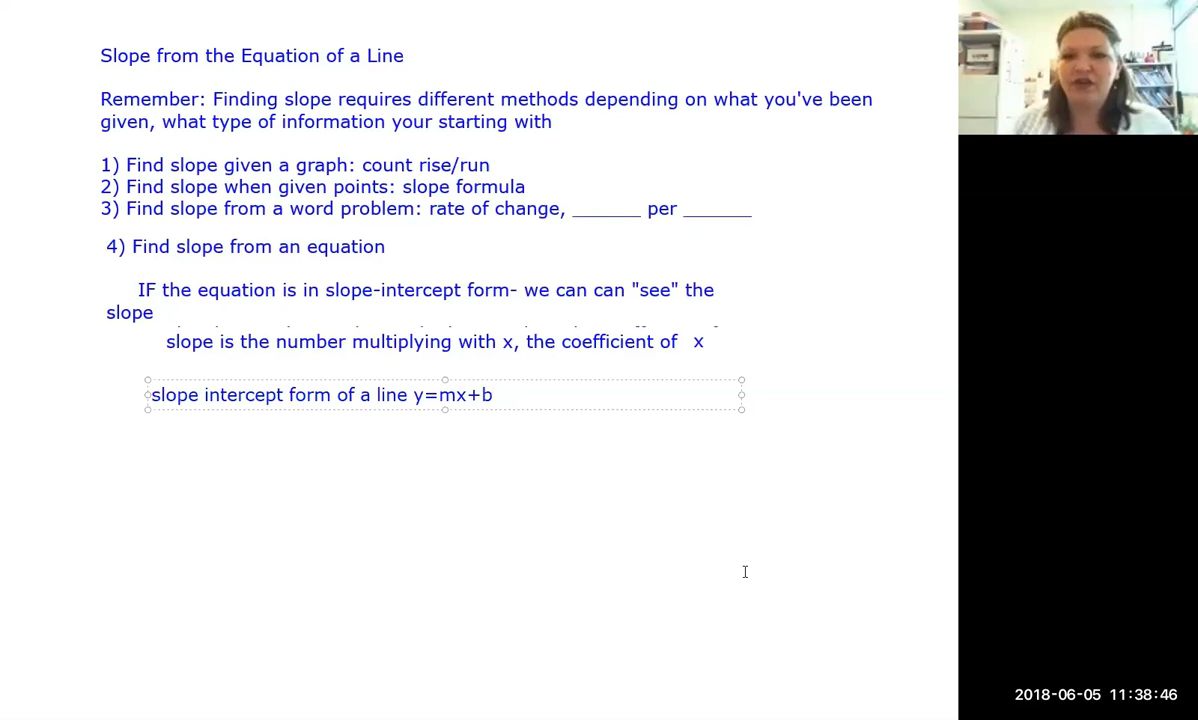 Slope from the Equation of a Line
Remember: Finding slope requires different methods depending on what you've been
given, what type of information your starting with
1) Find slope given a graph: count rise/run
2) Find slope when given points: slope formula
3) Find slope from a word problem: rate of change, _______ per _______
4) Find slope from an equation
IF the equation is in slope-intercept form- we can can "see" the
slope
slope is the number multiplying with x, the coefficient of x
slope intercept form of a line y=mx+b
2018-06-05 11:38:46